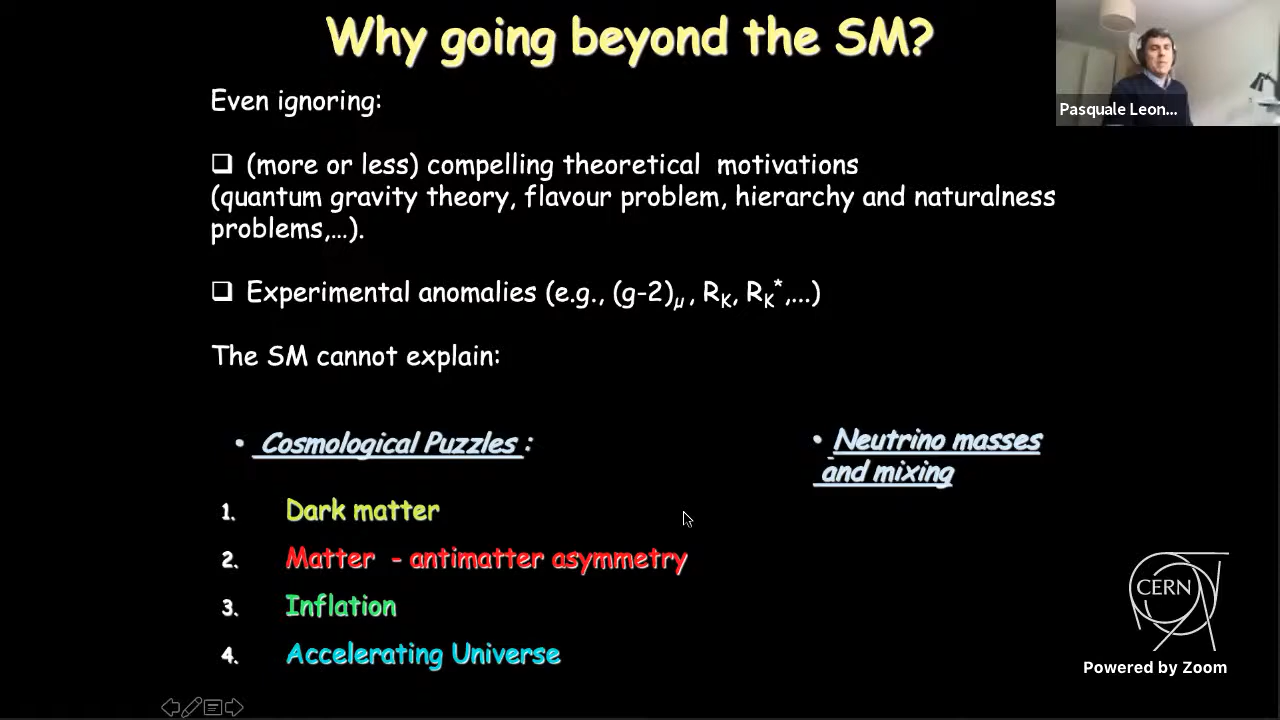 Why going beyond the SM?
Pasquale Leon...
Even ignoring:
❑ (more or less) compelling theoretical motivations
(quantum gravity theory, flavour problem, hierarchy and naturalness
problems,...).
❑ Experimental anomalies (e.g., (g-2)μ, RK, RK*,...)
The SM cannot explain:
• Cosmological Puzzles :
1. Dark matter
2. Matter - antimatter asymmetry
3. Inflation
4. Accelerating Universe
• Neutrino masses
and mixing
CERN
Powered by Zoom